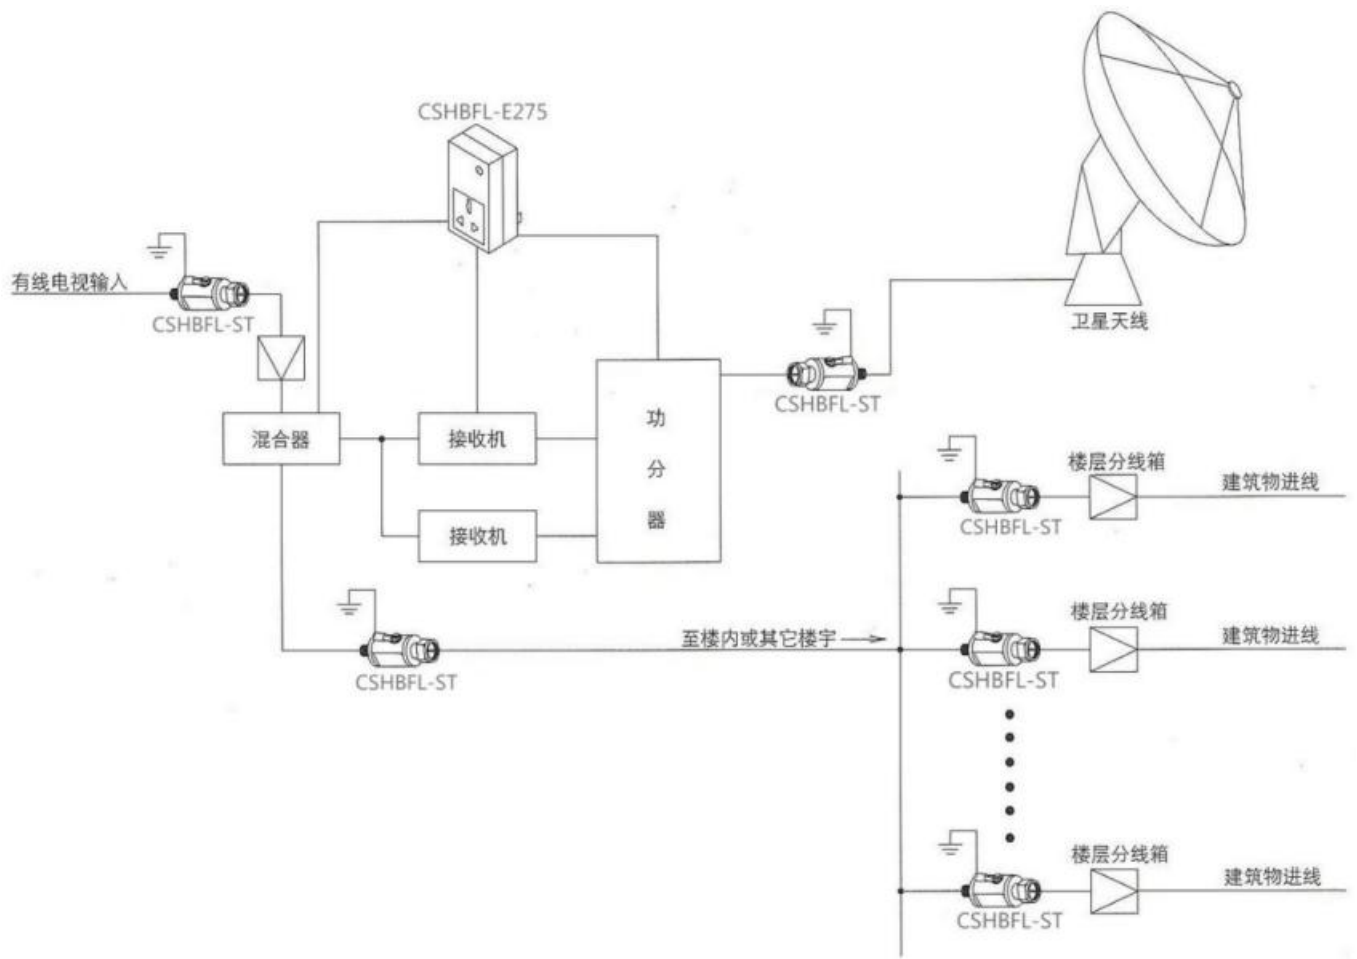 CSHBFL-E275
有线电视输入
CSHBFL-ST
卫星天线
CSHBFL-ST
混合器
接收机
功
分
器
接收机
楼层分线箱
建筑物进线
CSHBFL-ST
楼层分线箱
建筑物进线
至楼内或其它楼宇
CSHBFL-ST
CSHBFL-ST
楼层分线箱
建筑物进线
CSHBFL-ST